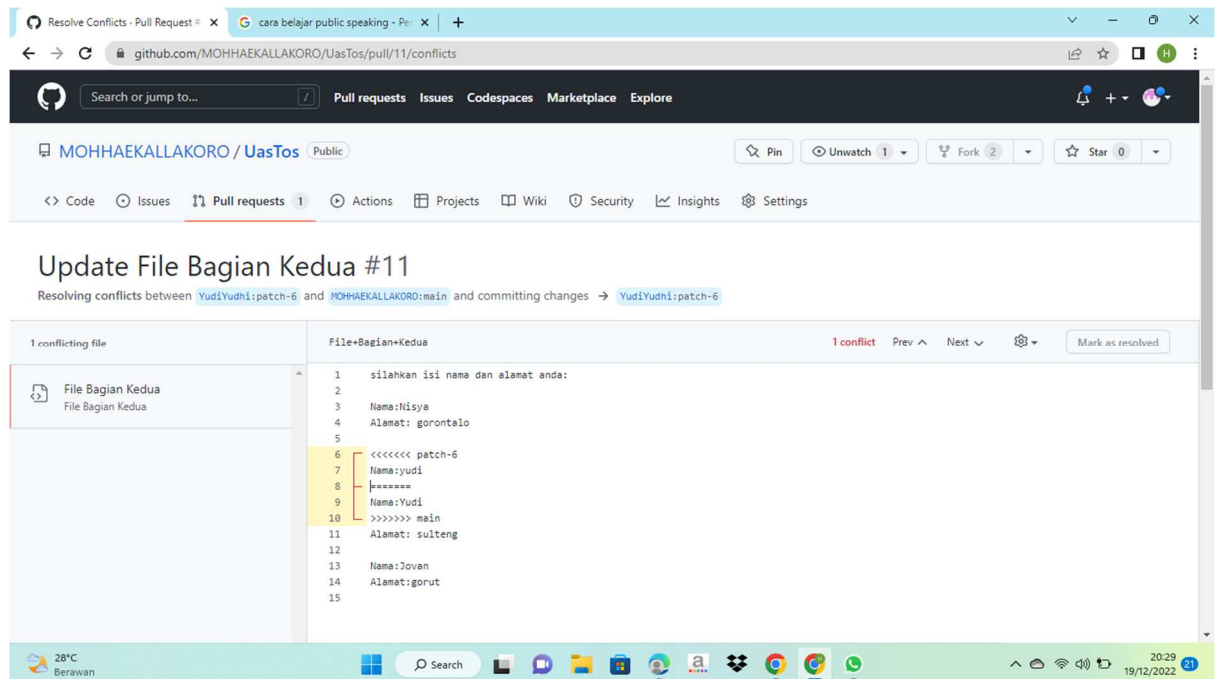 Resolve Conflicts · Pull Request #
cara belajar public speaking - Pe
github.com/MOHHAEKALLAKORO/UasTos/pull/11/conflicts
H
Search or jump to... / Pull requests Issues Codespaces Marketplace Explore
MOHHAEKALLAKORO / UasTos Public
Pin Unwatch 1 Fork 2 Star 0
<> Code Issues Pull requests 1 Actions Projects Wiki Security Insights Settings
Update File Bagian Kedua #11
Resolving conflicts between YudiYudhi:patch-6 and MOHHAEKALLAKORO:main and committing changes → YudiYudhi:patch-6
1 conflicting file
File+Bagian+Kedua
1 conflict Prev Next Mark as resolved
File Bagian Kedua
File Bagian Kedua
1 silahkan isi nama dan alamat anda:
2
3 Nama:Nisya
4 Alamat: gorontalo
5
6 <<<<<<< patch-6
7 Nama:yudi
8 =======
9 Nama:Yudi
10 >>>>>>> main
11 Alamat: sulteng
12
13 Nama:Jovan
14 Alamat:gorut
15
28°C
Berawan
Search
a
20:29
19/12/2022
21